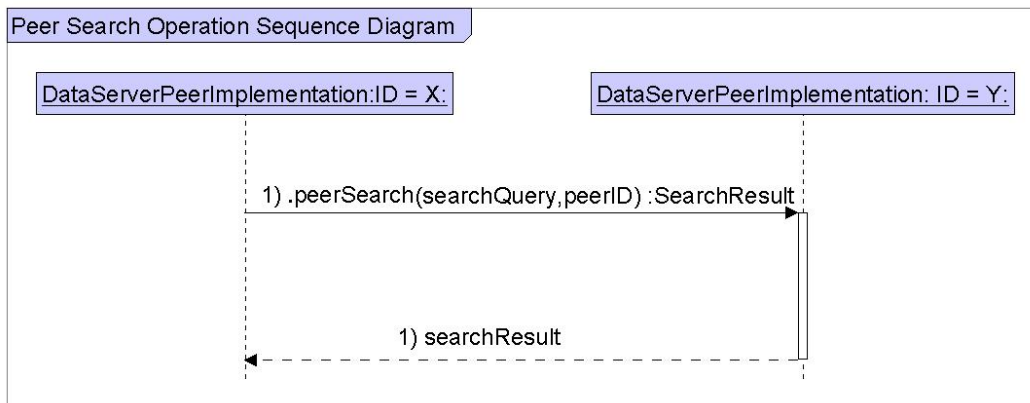 Peer Search Operation Sequence Diagram
DataServerPeerImplementation:ID = X:
DataServerPeerImplementation: ID = Y:
1) .peerSearch(searchQuery,peerID) :SearchResult
1) searchResult